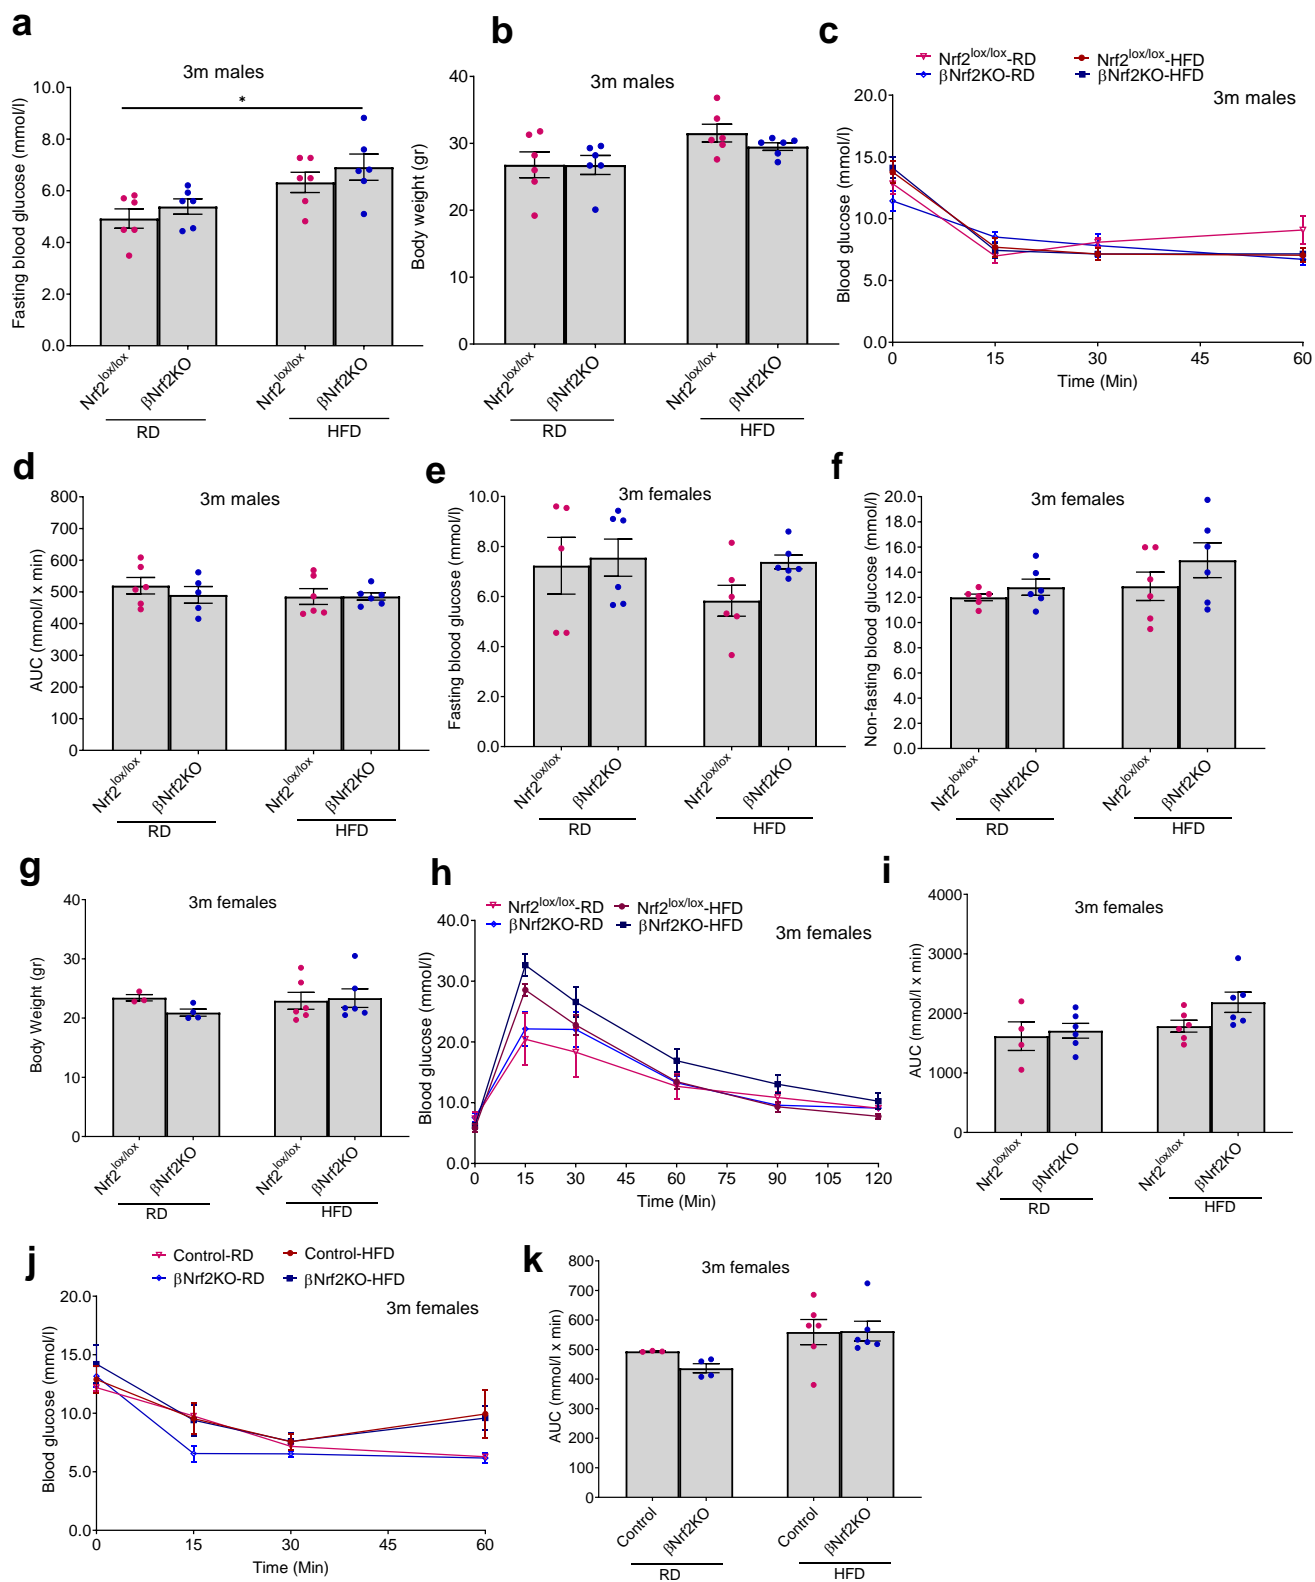 a
3m males
Fasting blood glucose (mmol/l)
10.0
8.0
6.0
4.0
2.0
0.0
*
Nrf2lox/lox
βNrf2KO
Nrf2lox/lox
βNrf2KO
RD
HFD
b
3m males
Body weight (gr)
40
30
20
10
0
Nrf2lox/lox
βNrf2KO
Nrf2lox/lox
βNrf2KO
RD
HFD
c
Nrf2lox/lox-RD
Nrf2lox/lox-HFD
βNrf2KO-RD
βNrf2KO-HFD
3m males
Blood glucose (mmol/l)
20.0
15.0
10.0
5.0
0.0
0 15 30 45 60
Time (Min)
d
3m males
AUC (mmol/l x min)
800
700
600
500
400
300
200
100
0
Nrf2lox/lox
βNrf2KO
Nrf2lox/lox
βNrf2KO
RD
HFD
e
3m females
Fasting blood glucose (mmol/l)
10.0
8.0
6.0
4.0
2.0
0.0
Nrf2lox/lox
βNrf2KO
Nrf2lox/lox
βNrf2KO
RD
HFD
f
3m females
Non-fasting blood glucose (mmol/l)
20.0
18.0
16.0
14.0
12.0
10.0
8.0
6.0
4.0
2.0
0.0
Nrf2lox/lox
βNrf2KO
Nrf2lox/lox
βNrf2KO
RD
HFD
g
3m females
Body Weight (gr)
40
30
20
10
0
Nrf2lox/lox
βNrf2KO
Nrf2lox/lox
βNrf2KO
RD
HFD
h
Nrf2lox/lox-RD
Nrf2lox/lox-HFD
βNrf2KO-RD
βNrf2KO-HFD
3m females
Blood glucose (mmol/l)
40.0
30.0
20.0
10.0
0.0
0 15 30 45 60 75 90 105 120
Time (Min)
i
3m females
AUC (mmol/l x min)
4000
3000
2000
1000
0
Nrf2lox/lox
βNrf2KO
Nrf2lox/lox
βNrf2KO
RD
HFD
j
Control-RD
Control-HFD
βNrf2KO-RD
βNrf2KO-HFD
3m females
Blood glucose (mmol/l)
20.0
15.0
10.0
5.0
0.0
0 15 30 45 60
Time (Min)
k
3m females
AUC (mmol/l x min)
800
700
600
500
400
300
200
100
0
Control
βNrf2KO
Control
βNrf2KO
RD
HFD